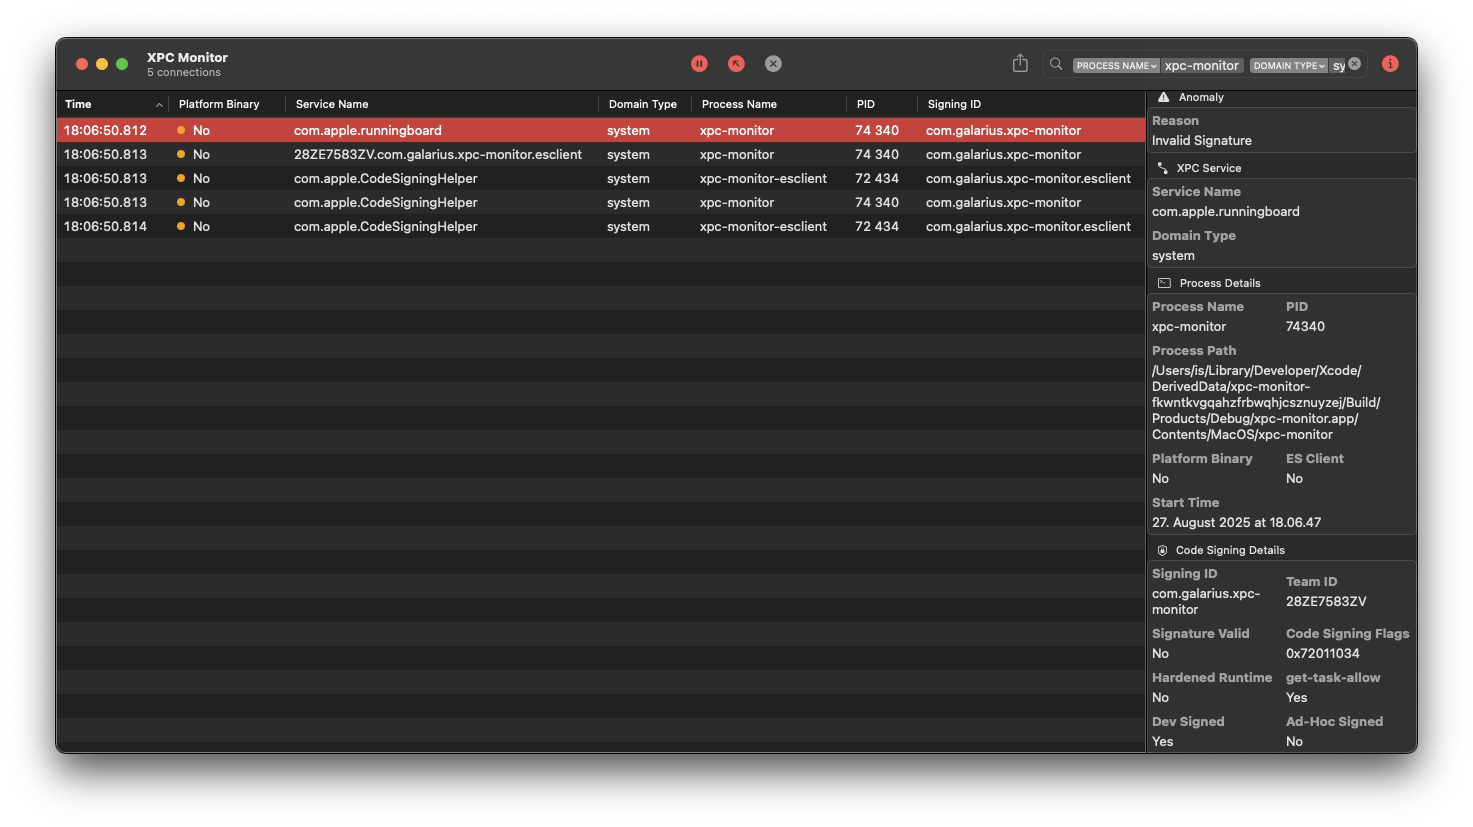 XPC Monitor
5 connections
PROCESS NAME xpc-monitor DOMAIN TYPE sy
Time Platform Binary Service Name Domain Type Process Name PID Signing ID
18:06:50.812 No com.apple.runningboard system xpc-monitor 74 340 com.galarius.xpc-monitor
18:06:50.813 No 28ZE7583ZV.com.galarius.xpc-monitor.esclient system xpc-monitor 74 340 com.galarius.xpc-monitor
18:06:50.813 No com.apple.CodeSigningHelper system xpc-monitor-esclient 72 434 com.galarius.xpc-monitor.esclient
18:06:50.813 No com.apple.CodeSigningHelper system xpc-monitor 74 340 com.galarius.xpc-monitor
18:06:50.814 No com.apple.CodeSigningHelper system xpc-monitor-esclient 72 434 com.galarius.xpc-monitor.esclient
Anomaly
Reason
Invalid Signature
XPC Service
Service Name
com.apple.runningboard
Domain Type
system
Process Details
Process Name PID
xpc-monitor 74340
Process Path
/Users/is/Library/Developer/Xcode/
DerivedData/xpc-monitor-
fkwntkvgqahzfrbwqhjcsznuyzej/Build/
Products/Debug/xpc-monitor.app/
Contents/MacOS/xpc-monitor
Platform Binary ES Client
No No
Start Time
27. August 2025 at 18.06.47
Code Signing Details
Signing ID Team ID
com.galarius.xpc- 28ZE7583ZV
monitor
Signature Valid Code Signing Flags
No 0x72011034
Hardened Runtime get-task-allow
No Yes
Dev Signed Ad-Hoc Signed
Yes No